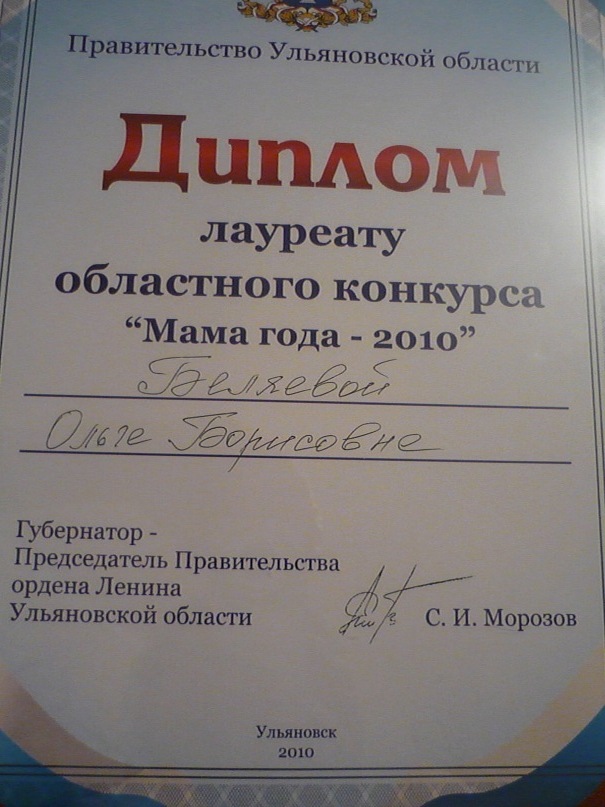 Правительство Ульяновской области
Диплом
лауреату
областного конкурса
“Мама года - 2010”
Беляевой
Ольге Борисовне
Губернатор -
Председатель Правительства
ордена Ленина
Ульяновской области
С. И. Морозов
Ульяновск
2010